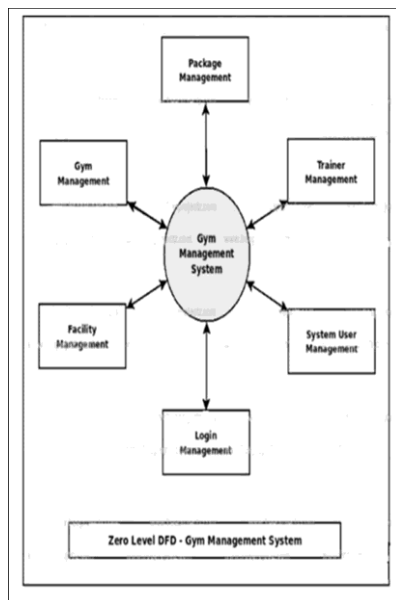 Package
Management
Gym
Management
Trainer
Management
Gym
Management
System
Facility
Management
System User
Management
Login
Management
Zero Level DFD - Gym Management System